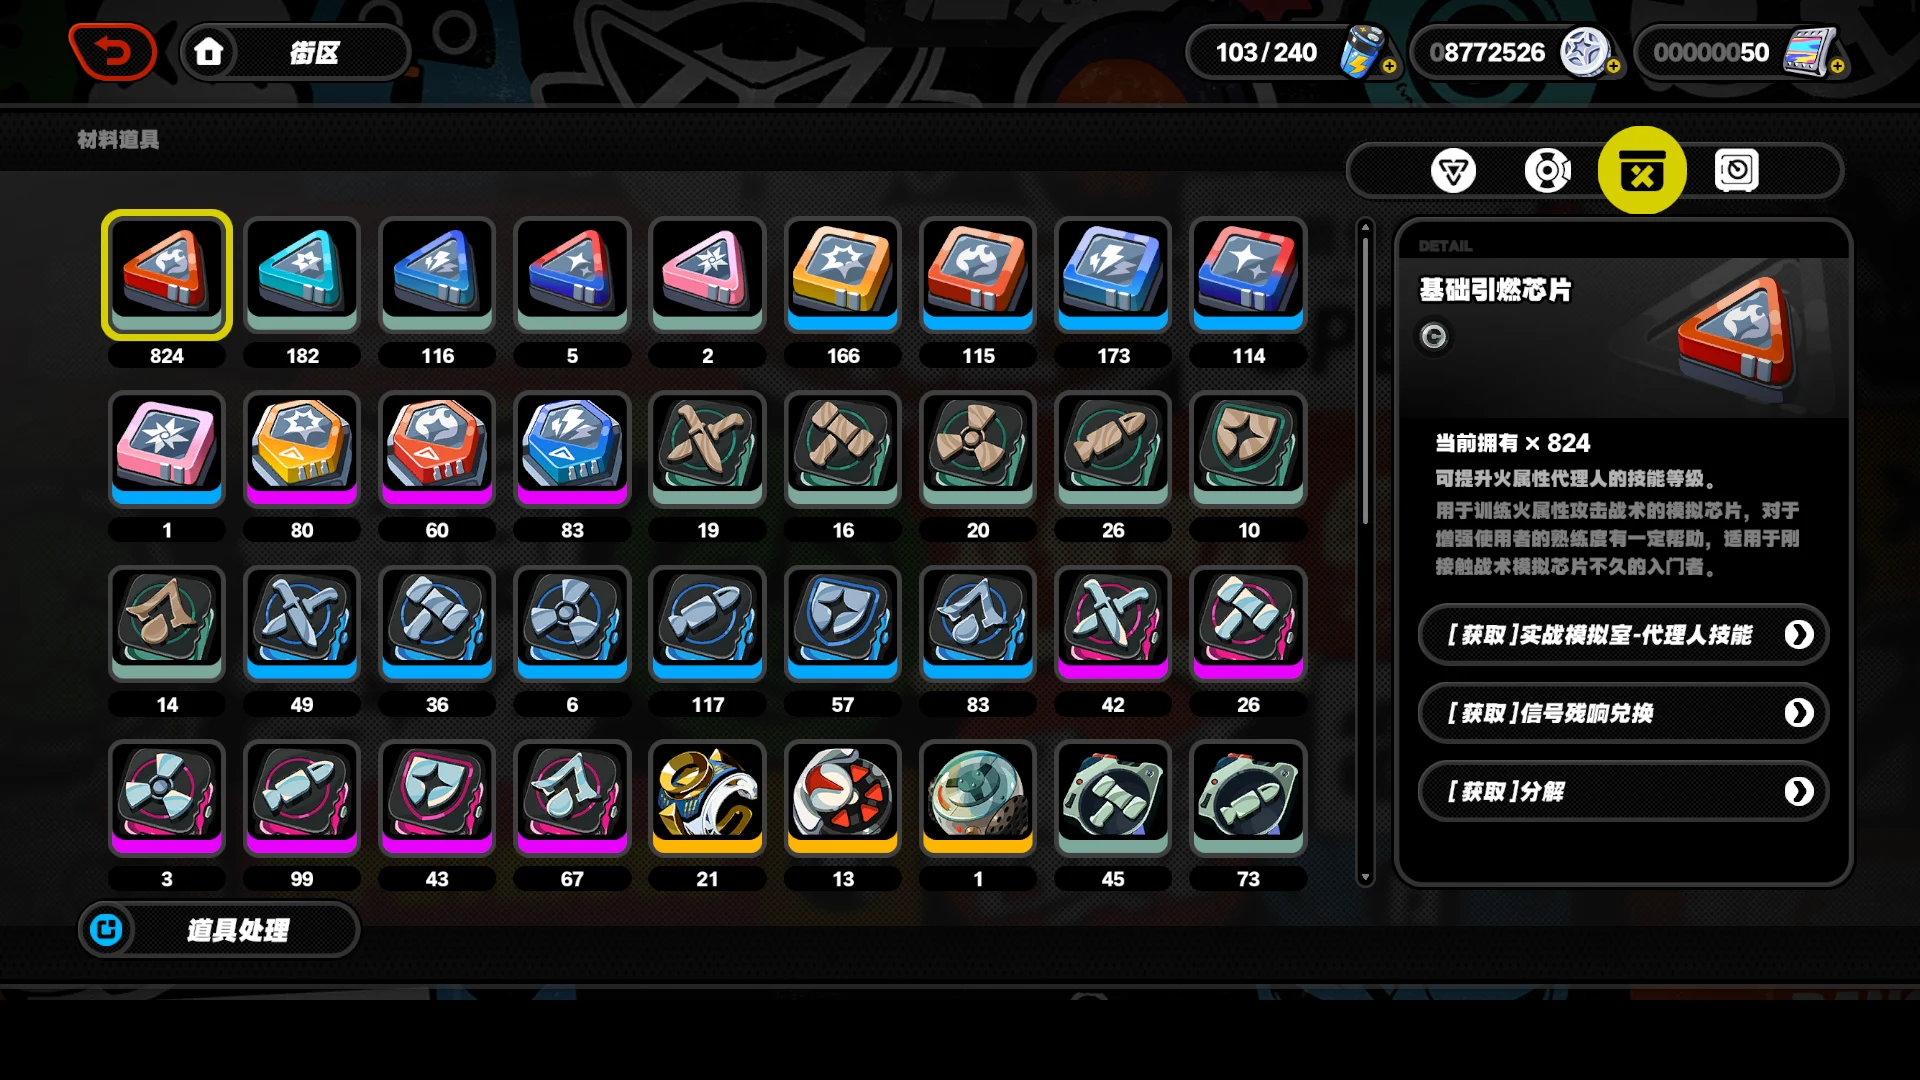 街区
103/240
08772526
00000050
材料道具
DETAIL
基础引燃芯片
C
当前拥有 × 824
可提升火属性代理人的技能等级。
用于训练火属性攻击战术的模拟芯片，对于
增强使用者的熟练度有一定帮助，适用于刚
接触战术模拟芯片不久的入门者。
[获取]实战模拟室-代理人技能
[获取]信号残响兑换
[获取]分解
824 182 116 5 2 166 115 173 114
1 80 60 83 19 16 20 26 10
14 49 36 6 117 57 83 42 26
3 99 43 67 21 13 1 45 73
道具处理